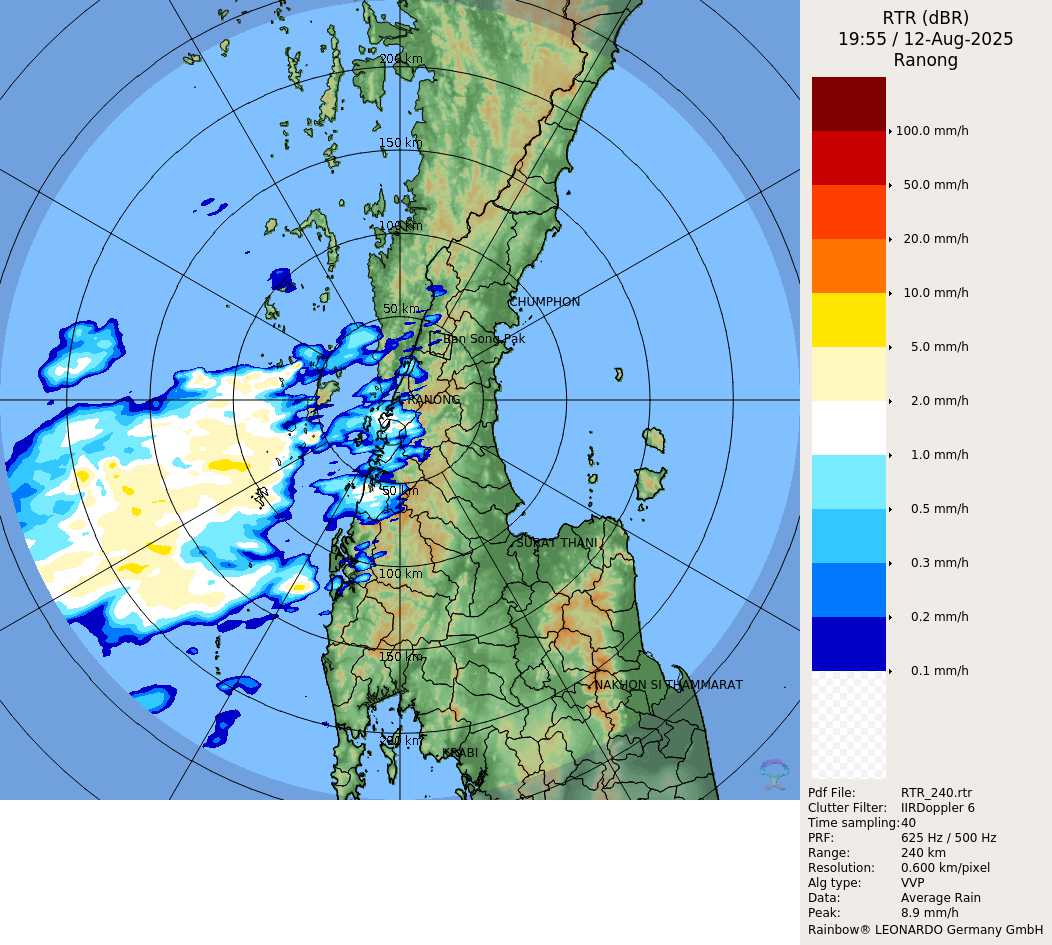 RTR (dBR)
19:55 / 12-Aug-2025
Ranong
100.0 mm/h
50.0 mm/h
20.0 mm/h
10.0 mm/h
5.0 mm/h
2.0 mm/h
1.0 mm/h
0.5 mm/h
0.3 mm/h
0.2 mm/h
0.1 mm/h
200 km
150 km
100 km
50 km
CHUMPHON
Ban Song Pak
RANONG
50 km
SURAT THANI
100 km
150 km
NAKHON SI THAMMARAT
200 km
KRABI
Pdf File: RTR_240.rtr
Clutter Filter: IIRDoppler 6
Time sampling: 40
PRF: 625 Hz / 500 Hz
Range: 240 km
Resolution: 0.600 km/pixel
Alg type: VVP
Data: Average Rain
Peak: 8.9 mm/h
Rainbow® LEONARDO Germany GmbH